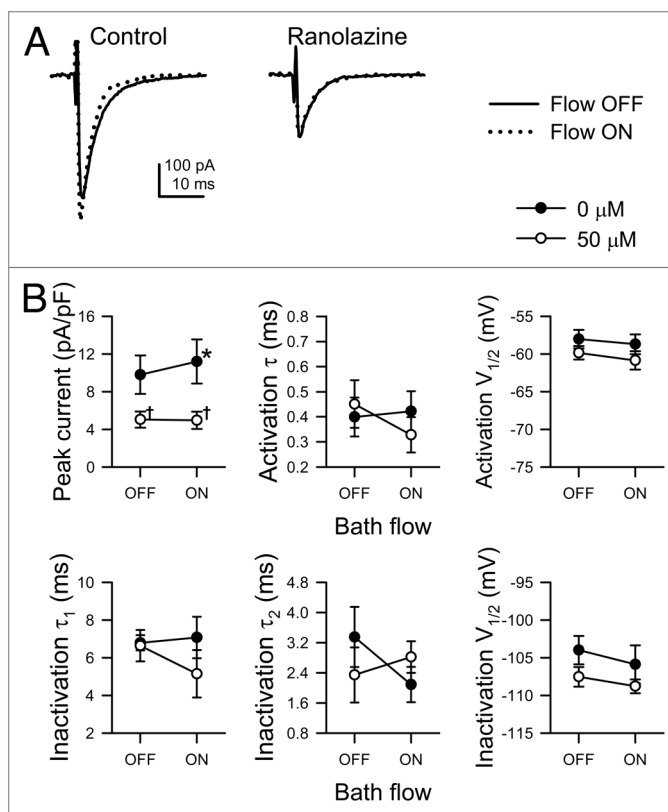 A
Control
Ranolazine
Flow OFF
Flow ON
100 pA
10 ms
0 μM
50 μM
B
Peak current (pA/pF)
16
12
8
4
0
*
†
†
OFF
ON
Activation τ (ms)
0.8
0.7
0.6
0.5
0.4
0.3
0.2
OFF
ON
Activation V1/2 (mV)
-55
-60
-65
-70
-75
OFF
ON
Bath flow
Inactivation τ1 (ms)
10
8
6
4
2
OFF
ON
Inactivation τ2 (ms)
4.8
4.0
3.2
2.4
1.6
0.8
OFF
ON
Inactivation V1/2 (mV)
-95
-100
-105
-110
-115
OFF
ON
Bath flow